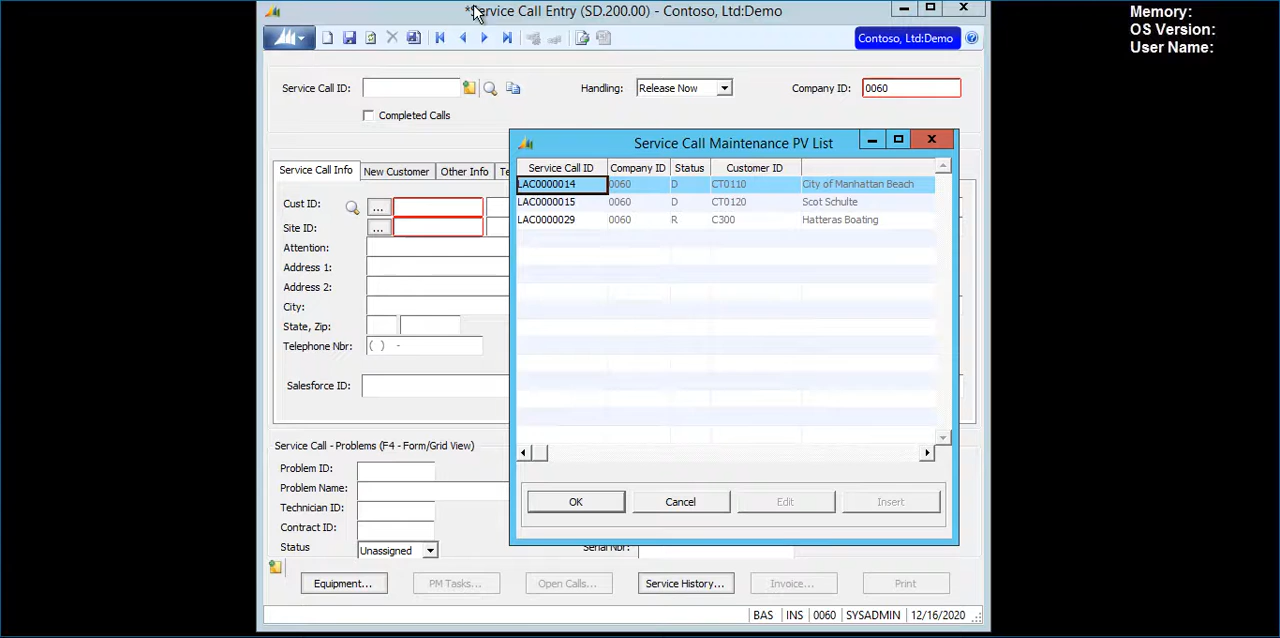 *Service Call Entry (SD.200.00) - Contoso, Ltd:Demo
Memory:
OS Version:
User Name:
Contoso, Ltd:Demo
Service Call ID:
Handling: Release Now
Company ID: 0060
Completed Calls
Service Call Info New Customer Other Info
Cust ID: ...
Site ID: ...
Attention:
Address 1:
Address 2:
City:
State, Zip:
Telephone Nbr: ( ) -
Salesforce ID:
Service Call Maintenance PV List
Service Call ID Company ID Status Customer ID
LAC0000014 0060 D CT0110 City of Manhattan Beach
LAC0000015 0060 D CT0120 Scot Schulte
LAC0000029 0060 R C300 Hatteras Boating
OK Cancel Edit Insert
Service Call - Problems (F4 - Form/Grid View)
Problem ID:
Problem Name:
Technician ID:
Contract ID:
Status Unassigned
Serial Nbr:
Equipment... PM Tasks... Open Calls... Service History... Invoice... Print
BAS INS 0060 SYSADMIN 12/16/2020